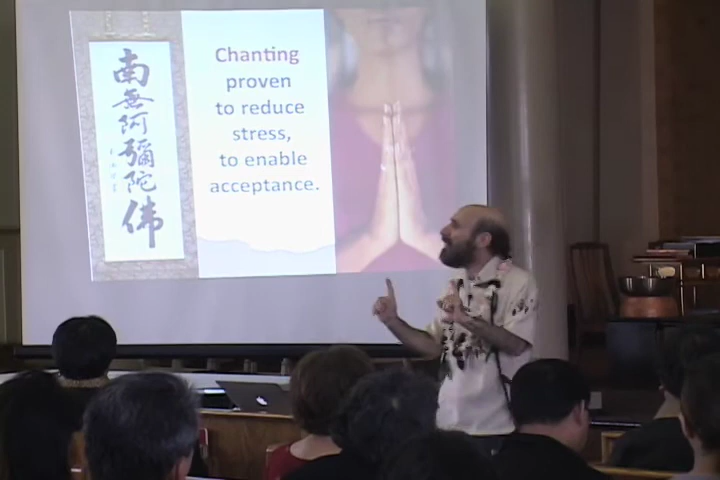 南無阿彌陀佛
Chanting
proven
to reduce
stress,
to enable
acceptance.